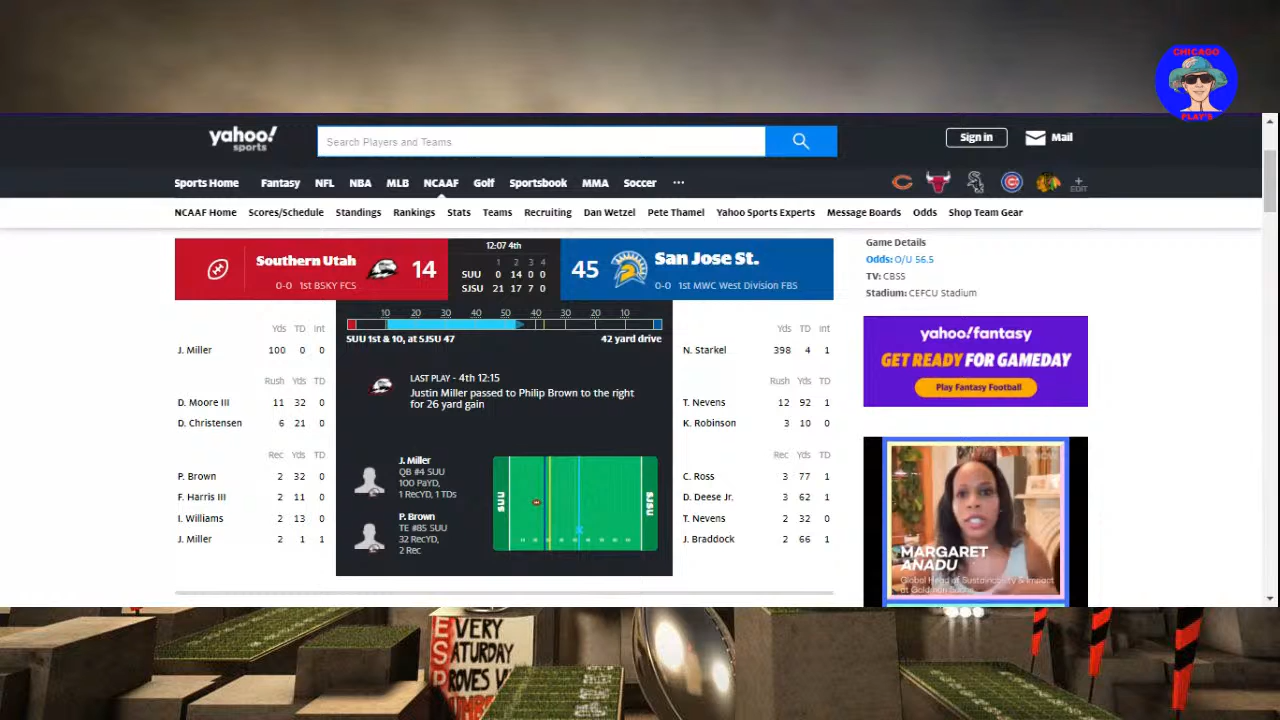 CHICAGO
PLAY'S
yahoo!
sports
Search Players and Teams
Sign in
Mail
Sports Home Fantasy NFL NBA MLB NCAAF Golf Sportsbook MMA Soccer ...
EDIT
NCAAF Home Scores/Schedule Standings Rankings Stats Teams Recruiting Dan Wetzel Pete Thamel Yahoo Sports Experts Message Boards Odds Shop Team Gear
Southern Utah 14
0-0 1st BSKY FCS
12:07 4th
1 2 3 4
SUU 0 14 0 0
SJSU 21 17 7 0
45 San Jose St.
0-0 1st MWC West Division FBS
Game Details
Odds: O/U 56.5
TV: CBSS
Stadium: CEFCU Stadium
10 20 30 40 50 40 30 20 10
SUU 1st & 10, at SJSU 47 42 yard drive
LAST PLAY - 4th 12:15
Justin Miller passed to Philip Brown to the right
for 26 yard gain
J. Miller
QB #4 SUU
100 PaYD,
1 RecYD, 1 TDs
P. Brown
TE #85 SUU
32 RecYD,
2 Rec
SUU
SJSU
Yds TD Int
J. Miller 100 0 0
Rush Yds TD
D. Moore III 11 32 0
D. Christensen 6 21 0
Rec Yds TD
P. Brown 2 32 0
F. Harris III 2 11 0
I. Williams 2 13 0
J. Miller 2 1 1
Yds TD Int
N. Starkel 398 4 1
Rush Yds TD
T. Nevens 12 92 1
K. Robinson 3 10 0
Rec Yds TD
C. Ross 3 77 1
D. Deese Jr. 3 62 1
T. Nevens 2 32 0
J. Braddock 2 66 1
yahoo!fantasy
GET READY FOR GAMEDAY
Play Fantasy Football
MARGARET
ANADU
Global Head of Sustainability & Impact
at Goldman Sachs
EVERY
SATURDAY
PROVES